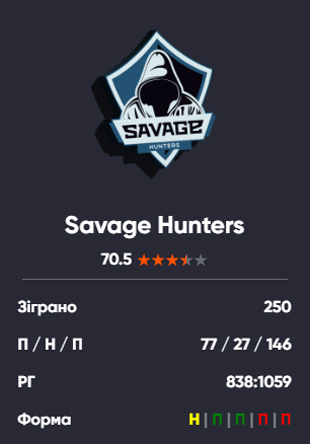 SAVAGE
HUNTERS
Savage Hunters
70.5
Зіграно 250
П / Н / П 77 / 27 / 146
РГ 838:1059
Форма Н | П | П | П | П